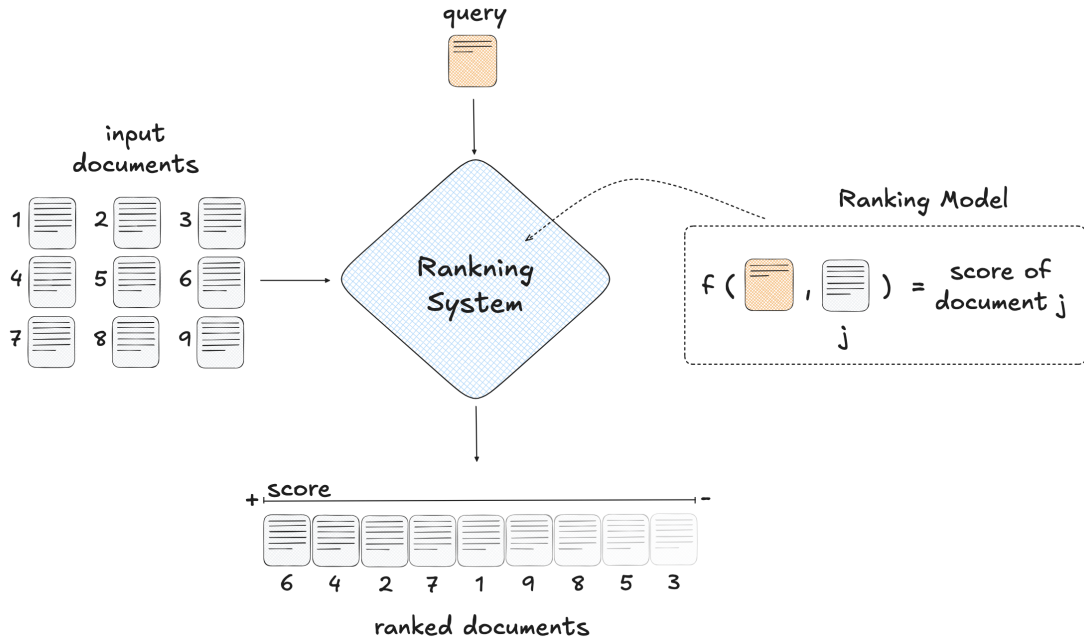 query
input
documents
1 2 3
4 5 6
7 8 9
Rankning
System
Ranking Model
f ( , ) = score of
document j
j
+ score -
6 4 2 7 1 9 8 5 3
ranked documents